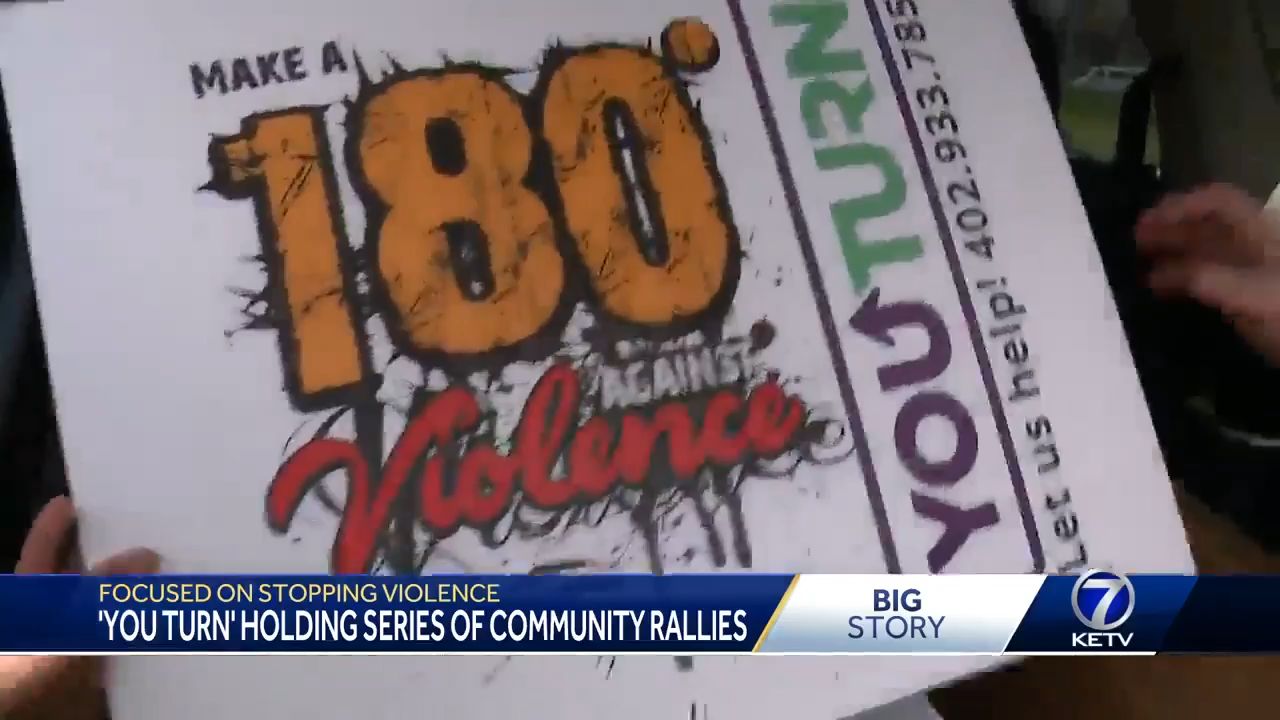 MAKE A
180°
AGAINST
Violence
YOU TURN
Let us help! 402.933.785
FOCUSED ON STOPPING VIOLENCE
'YOU TURN' HOLDING SERIES OF COMMUNITY RALLIES
BIG
STORY
7
KETV